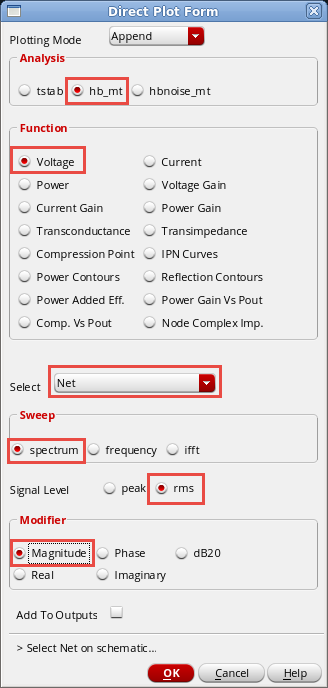 Direct Plot Form
Plotting Mode Append
Analysis
tstab hb_mt hbnoise_mt
Function
Voltage Current
Power Voltage Gain
Current Gain Power Gain
Transconductance Transimpedance
Compression Point IPN Curves
Power Contours Reflection Contours
Power Added Eff. Power Gain Vs Pout
Comp. Vs Pout Node Complex Imp.
Select Net
Sweep
spectrum frequency ifft
Signal Level peak rms
Modifier
Magnitude Phase dB20
Real Imaginary
Add To Outputs
> Select Net on schematic...
OK Cancel Help